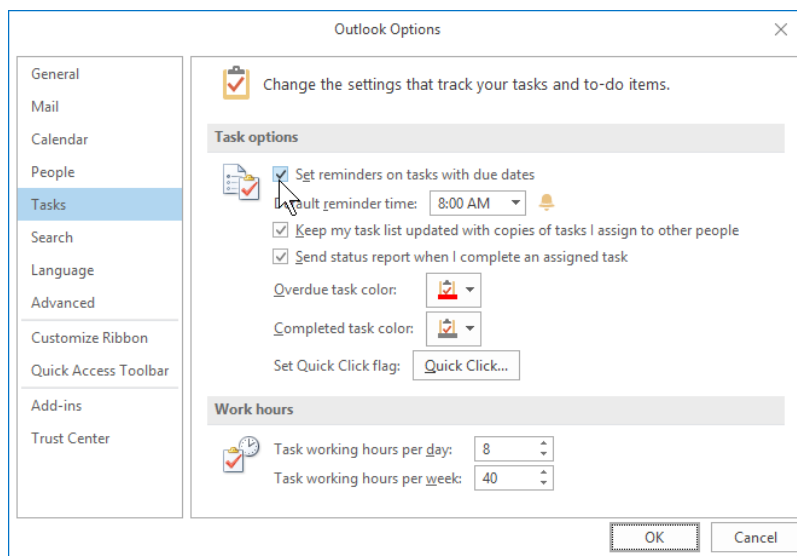 Outlook Options
General
Mail
Calendar
People
Tasks
Search
Language
Advanced
Customize Ribbon
Quick Access Toolbar
Add-ins
Trust Center
Change the settings that track your tasks and to-do items.
Task options
Set reminders on tasks with due dates
reminder time: 8:00 AM
Keep my task list updated with copies of tasks I assign to other people
Send status report when I complete an assigned task
Overdue task color:
Completed task color:
Set Quick Click flag: Quick Click...
Work hours
Task working hours per day: 8
Task working hours per week: 40
OK Cancel